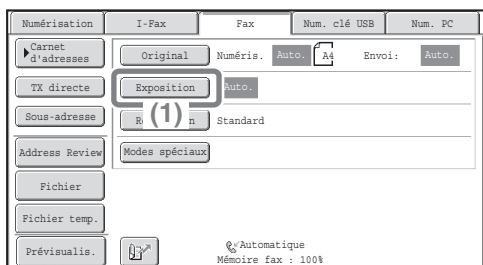 Numérisation I-Fax Fax Num. clé USB Num. PC
Carnet d'adresses
Original Numéris. Auto. A4 Envoi: Auto.
TX directe
Exposition Auto.
Sous-adresse
(1)
Standard
Address Review
Modes spéciaux
Fichier
Fichier temp.
Prévisualis.
Automatique
Mémoire fax : 100%